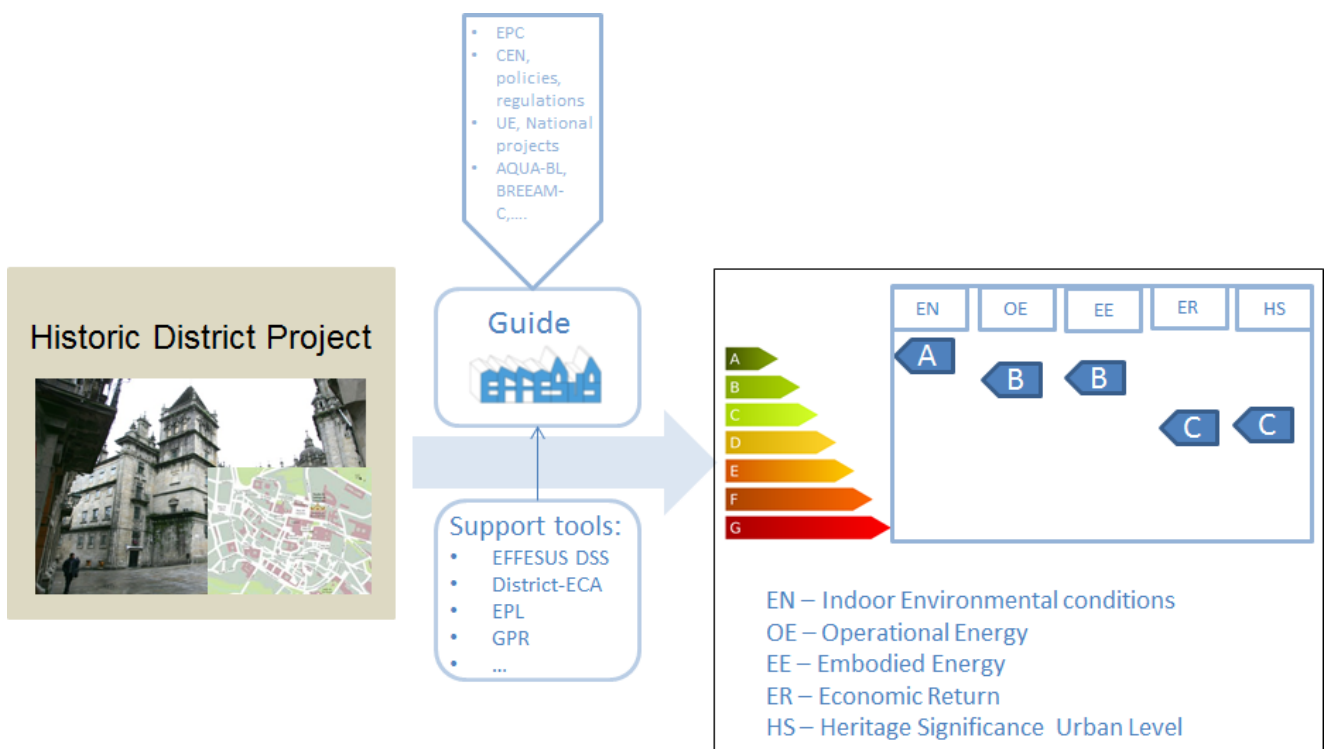 • EPC
• CEN,
policies,
regulations
• UE, National
projects
• AQUA-BL,
BREEAM-
C,....
Historic District Project
Guide
EFFESUS
Support tools:
• EFFESUS DSS
• District-ECA
• EPL
• GPR
• ...
EN OE EE ER HS
A
B
C
D
E
F
G
A
B B
C C
EN – Indoor Environmental conditions
OE – Operational Energy
EE – Embodied Energy
ER – Economic Return
HS – Heritage Significance Urban Level